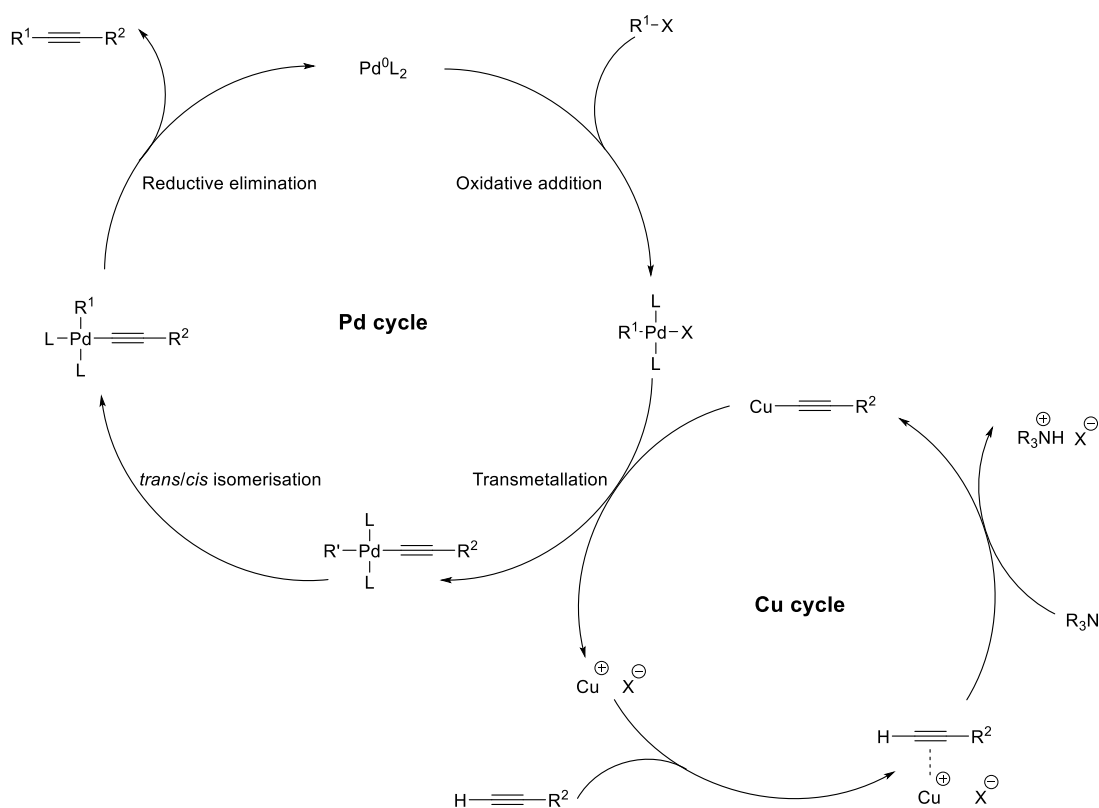 R¹ R²
R¹-X
Pd⁰L₂
Reductive elimination
Oxidative addition
R¹
L-Pd R²
L
Pd cycle
L
R¹-Pd-X
L
Cu R²
R₃NH⊕ X⊖
trans/cis isomerisation
Transmetallation
L
R'-Pd R²
L
Cu cycle
R₃N
Cu⊕ X⊖
H R²
Cu⊕ X⊖
H R²